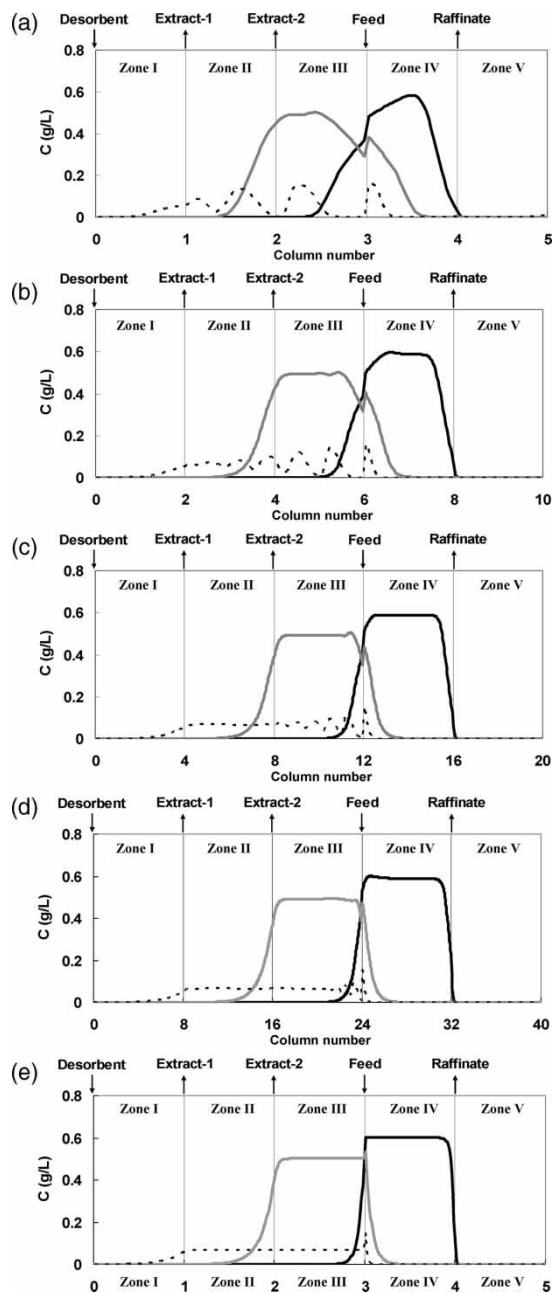 (a)
Desorbent Extract-1 Extract-2 Feed Raffinate
0.8 Zone I Zone II Zone III Zone IV Zone V
0.6
0.4
0.2
0
C (g/L)
0 1 2 3 4 5
Column number
(b)
Desorbent Extract-1 Extract-2 Feed Raffinate
0.8 Zone I Zone II Zone III Zone IV Zone V
0.6
0.4
0.2
0
C (g/L)
0 2 4 6 8 10
Column number
(c)
Desorbent Extract-1 Extract-2 Feed Raffinate
0.8 Zone I Zone II Zone III Zone IV Zone V
0.6
0.4
0.2
0
C (g/L)
0 4 8 12 16 20
Column number
(d)
Desorbent Extract-1 Extract-2 Feed Raffinate
0.8 Zone I Zone II Zone III Zone IV Zone V
0.6
0.4
0.2
0
C (g/L)
0 8 16 24 32 40
Column number
(e)
Desorbent Extract-1 Extract-2 Feed Raffinate
0.8 Zone I Zone II Zone III Zone IV Zone V
0.6
0.4
0.2
0
C (g/L)
0 1 2 3 4 5
Zone I Zone II Zone III Zone IV Zone V